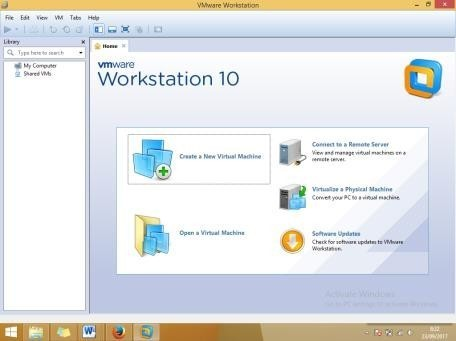 VMware Workstation
File Edit View VM Tabs Help
Library
Home
Type here to search
My Computer
Shared VMs
vmware
Workstation 10
Create a New Virtual Machine
Connect to a Remote Server
View and manage virtual machines on a
remote server.
Virtualize a Physical Machine
Convert your PC to a virtual machine.
Open a Virtual Machine
Software Updates
Check for software updates to VMware
Workstation.
Activate Windows
Go to PC settings to activate Windows.
8:22
23/09/2017